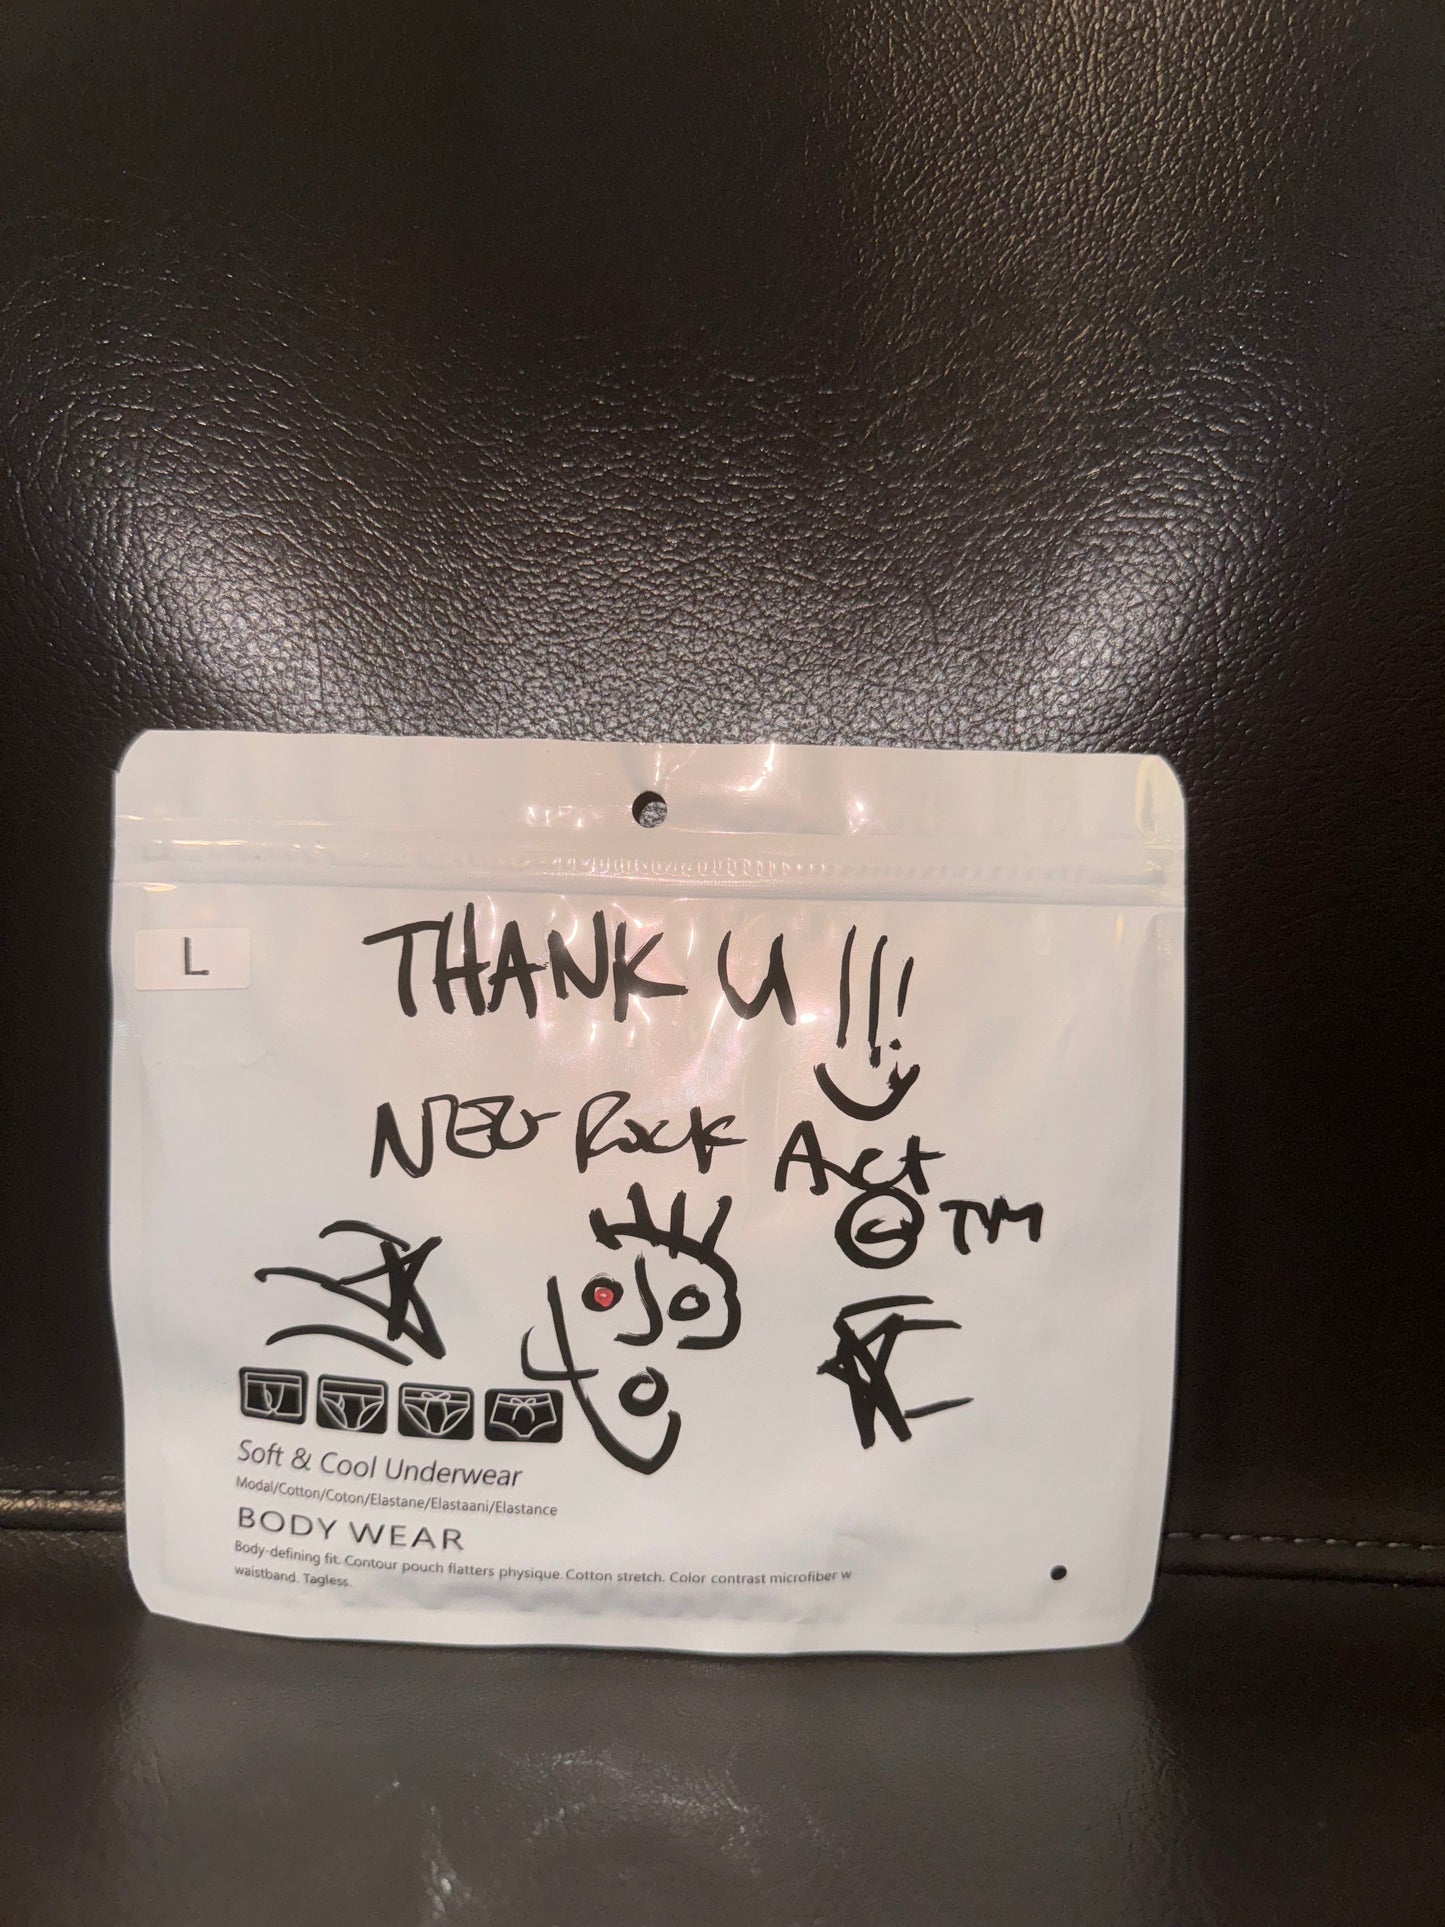 L
THANK U !!!
NEO ROCK Act
© TM
Soft & Cool Underwear
Modal/Cotton/Coton/Elastane/Elastaani/Elastance
BODY WEAR
Body-defining fit. Contour pouch flatters physique. Cotton stretch. Color contrast microfiber w
waistband. Tagless.